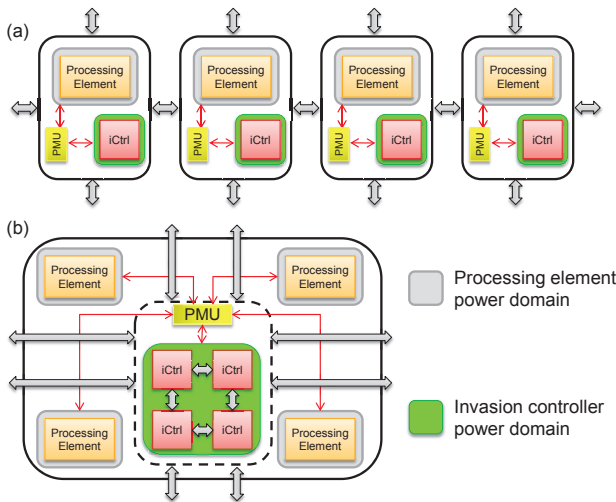 (a)
Processing
Element
PMU
iCtrl
Processing
Element
PMU
iCtrl
Processing
Element
PMU
iCtrl
Processing
Element
PMU
iCtrl
(b)
Processing
Element
Processing
Element
PMU
iCtrl
iCtrl
iCtrl
iCtrl
Processing
Element
Processing
Element
Processing element
power domain
Invasion controller
power domain